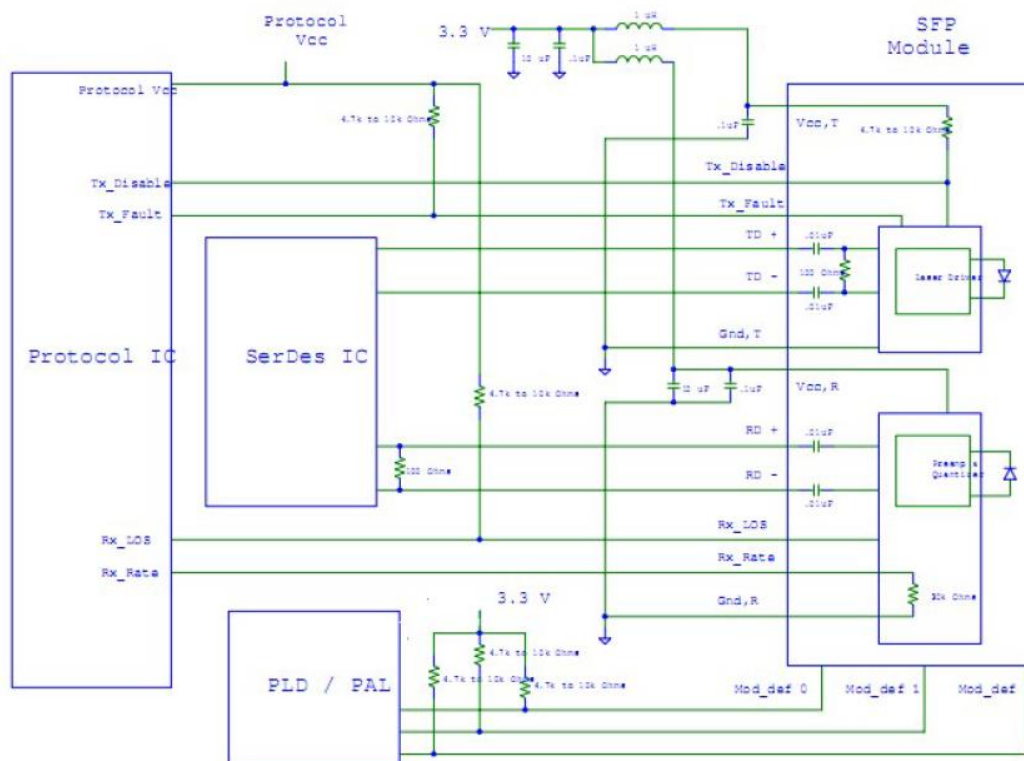 Protocol
Vcc
3.3 V
1 uH
1 uH
10 uF
.1uF
SFP
Module
Protocol Vcc
4.7k to 10k Ohms
.1uF
Vcc,T
4.7k to 10k Ohms
Tx_Disable
Tx_Disable
Tx_Fault
Tx_Fault
TD +
.01uF
100 Ohms
Laser Driver
TD -
.01uF
Gnd,T
Protocol IC
SerDes IC
4.7k to 10k Ohms
10 uF
.1uF
Vcc,R
RD +
.01uF
100 Ohms
Preamp &
Quantizer
RD -
.01uF
Rx_LOS
Rx_LOS
Rx_Rate
Rx_Rate
Gnd,R
30k Ohms
3.3 V
4.7k to 10k Ohms
4.7k to 10k Ohms
4.7k to 10k Ohms
PLD / PAL
Mod_def 0
Mod_def 1
Mod_def